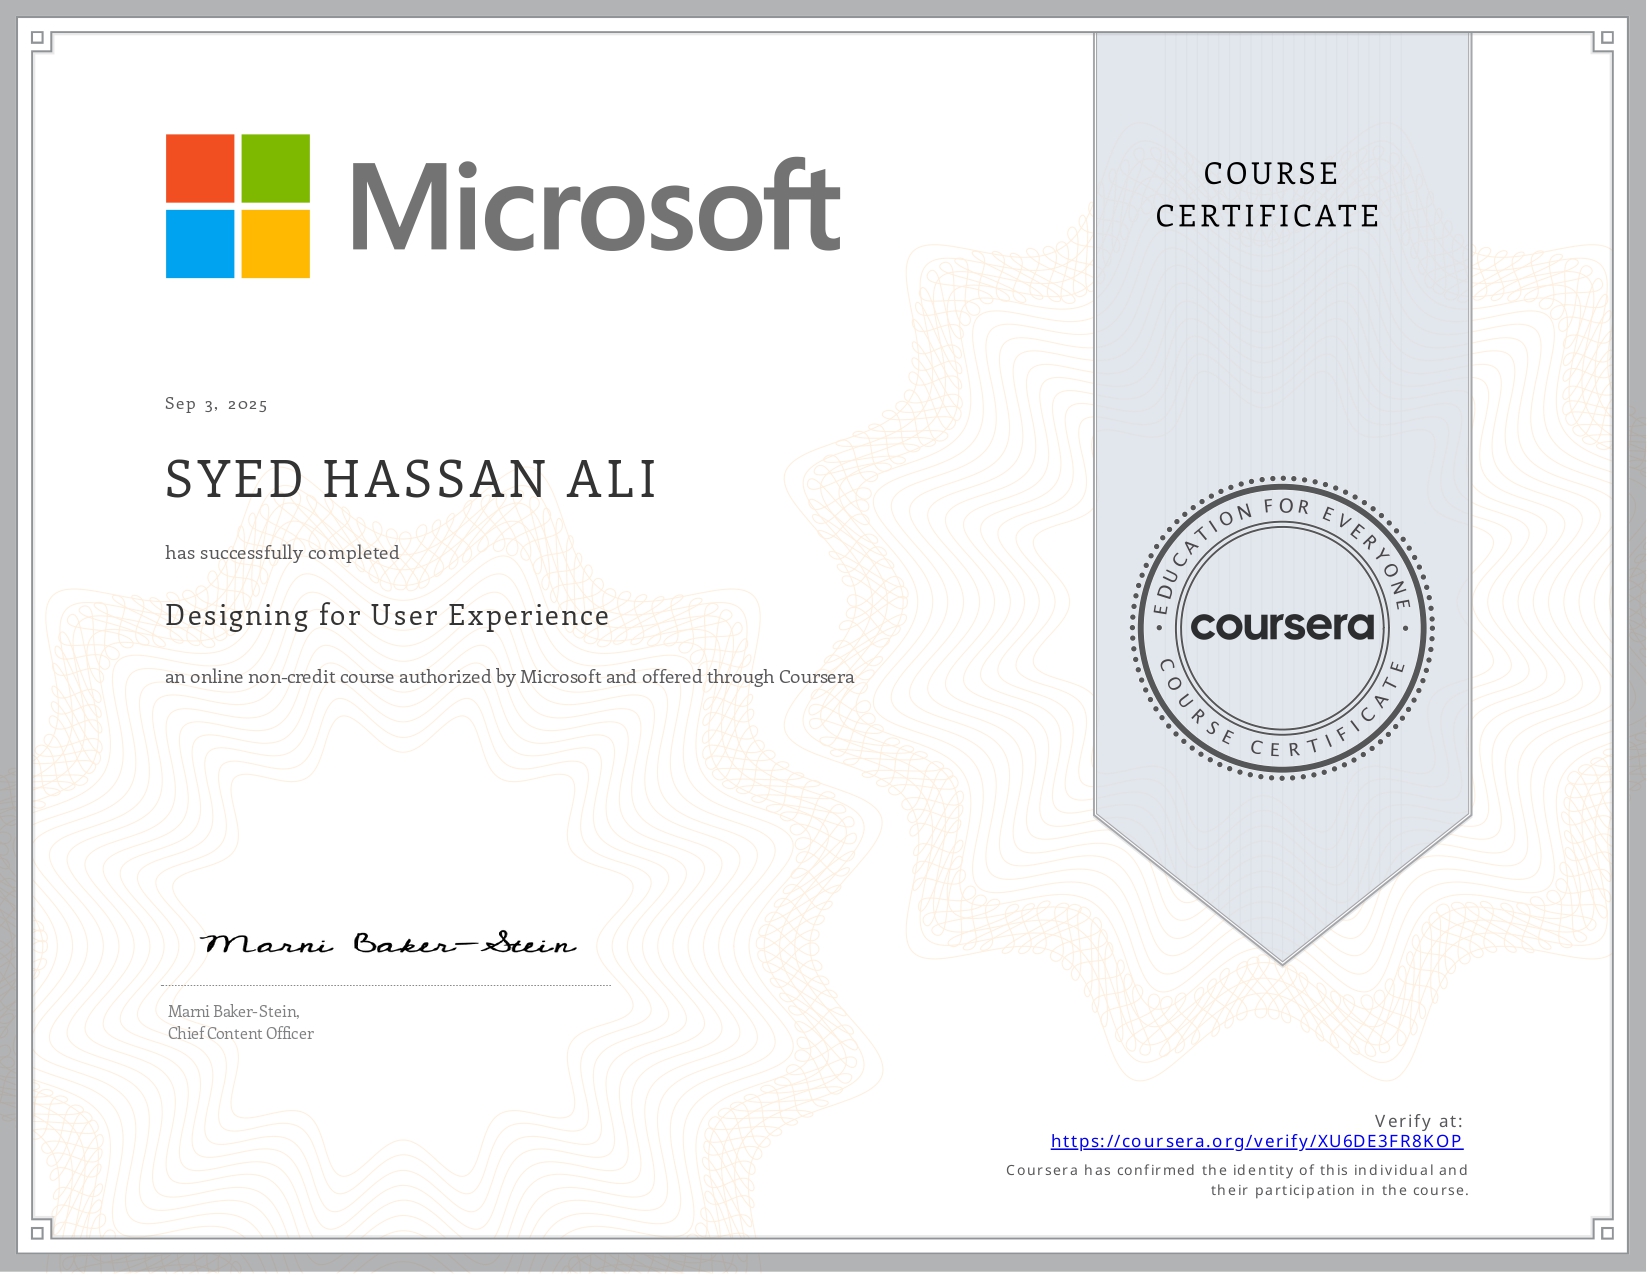 Microsoft
COURSE
CERTIFICATE
Sep 3, 2025
SYED HASSAN ALI
has successfully completed
Designing for User Experience
an online non-credit course authorized by Microsoft and offered through Coursera
EDUCATION FOR EVERYONE
coursera
COURSE CERTIFICATE
Marni Baker-Stein
Marni Baker-Stein,
Chief Content Officer
Verify at:
https://coursera.org/verify/XU6DE3FR8KOP
Coursera has confirmed the identity of this individual and
their participation in the course.